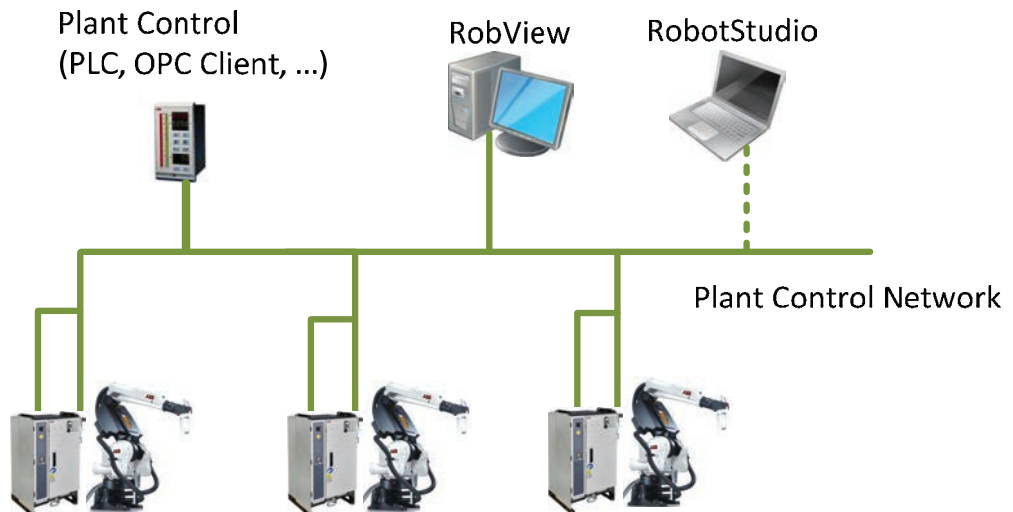 Plant Control
(PLC, OPC Client, ...)
RobView
RobotStudio
Plant Control Network